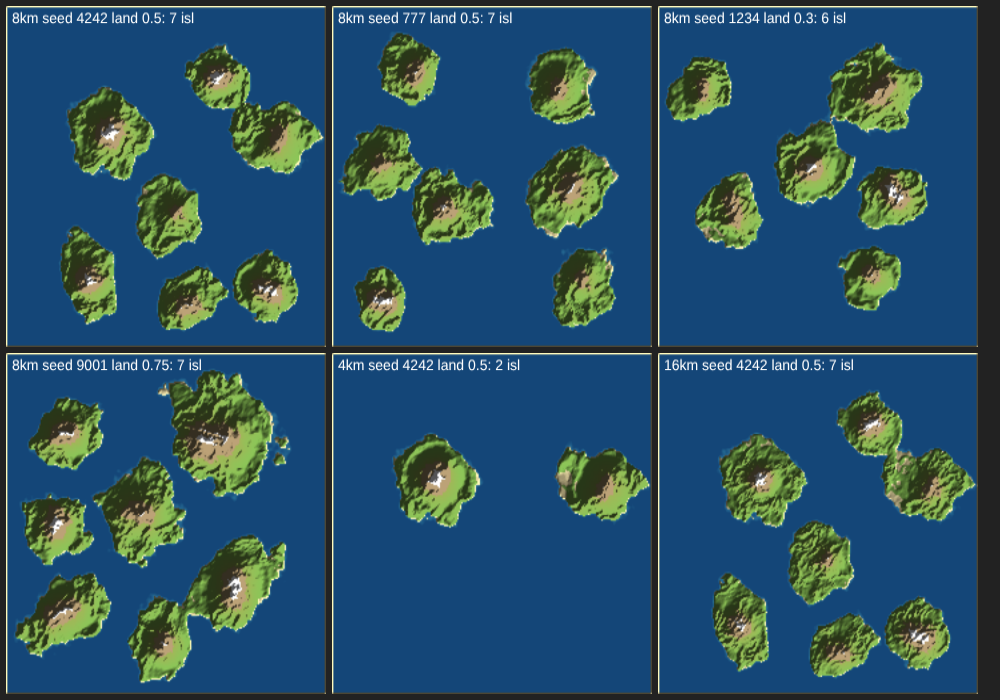 8km seed 4242 land 0.5: 7 isl
8km seed 777 land 0.5: 7 isl
8km seed 1234 land 0.3: 6 isl
8km seed 9001 land 0.75: 7 isl
4km seed 4242 land 0.5: 2 isl
16km seed 4242 land 0.5: 7 isl